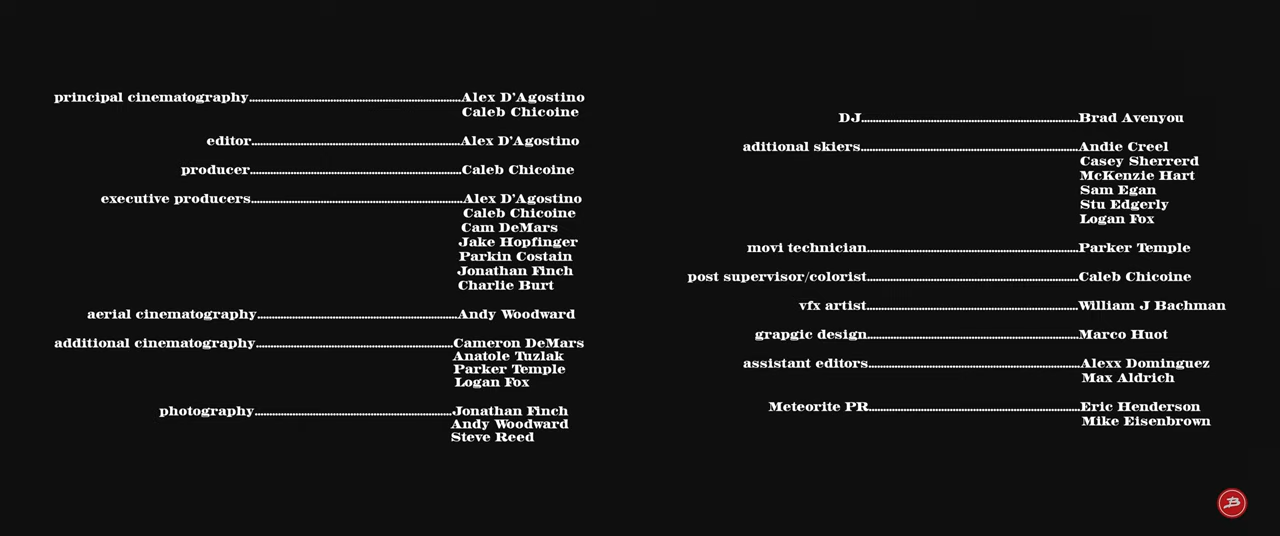 principal cinematography........Alex D'Agostino
Caleb Chicoine
editor........Alex D'Agostino
producer........Caleb Chicoine
executive producers........Alex D'Agostino
Caleb Chicoine
Cam DeMars
Jake Hopfinger
Parkin Costain
Jonathan Finch
Charlie Burt
aerial cinematography........Andy Woodward
additional cinematography........Cameron DeMars
Anatole Tuzlak
Parker Temple
Logan Fox
photography........Jonathan Finch
Andy Woodward
Steve Reed
DJ........Brad Avenyou
aditional skiers........Andie Creel
Casey Sherrerd
McKenzie Hart
Sam Egan
Stu Edgerly
Logan Fox
movi technician........Parker Temple
post supervisor/colorist........Caleb Chicoine
vfx artist........William J Bachman
grapgic design........Marco Huot
assistant editors........Alexx Dominguez
Max Aldrich
Meteorite PR........Eric Henderson
Mike Eisenbrown
B